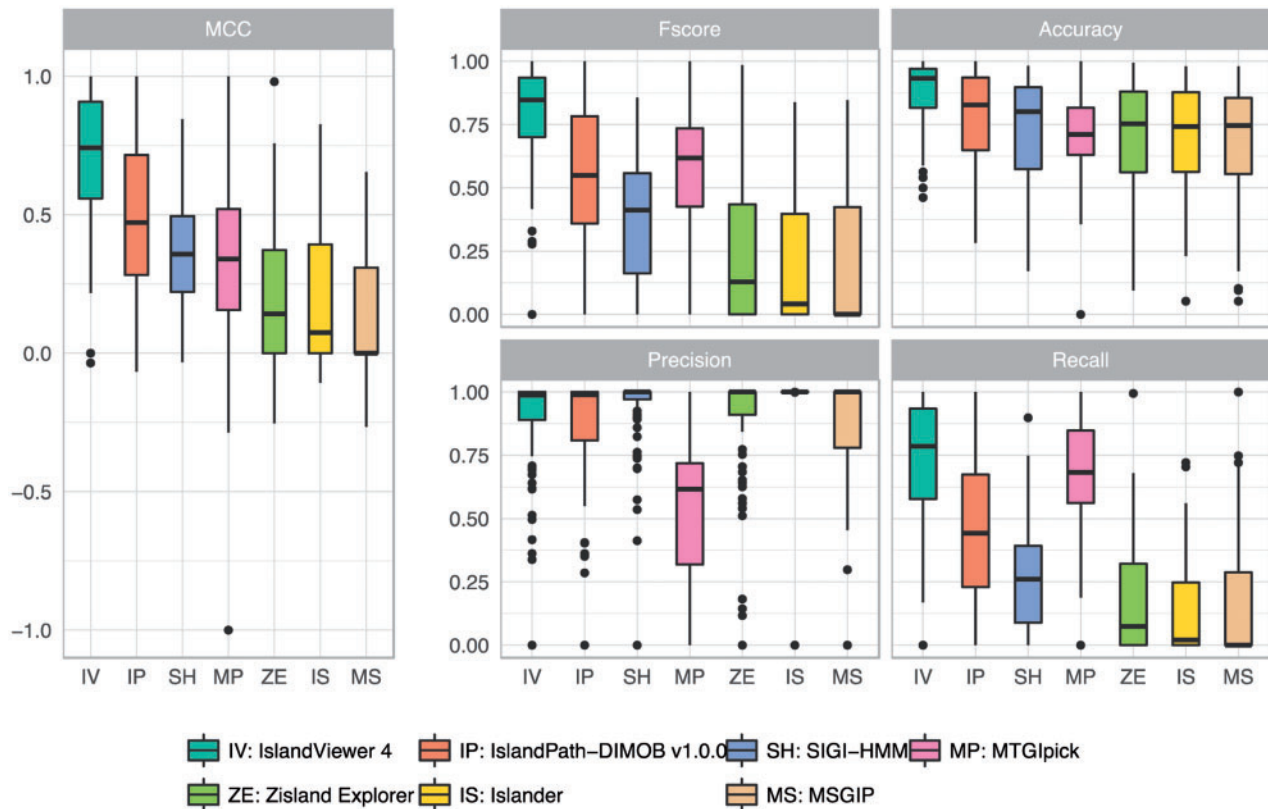 MCC
1.0
0.5
0.0
−0.5
−1.0
IV IP SH MP ZE IS MS
Fscore
1.00
0.75
0.50
0.25
0.00
Accuracy
Precision
1.00
0.75
0.50
0.25
0.00
IV IP SH MP ZE IS MS
Recall
IV IP SH MP ZE IS MS
IV: IslandViewer 4 IP: IslandPath−DIMOB v1.0.0 SH: SIGI−HMM MP: MTGIpick
ZE: Zisland Explorer IS: Islander MS: MSGIP